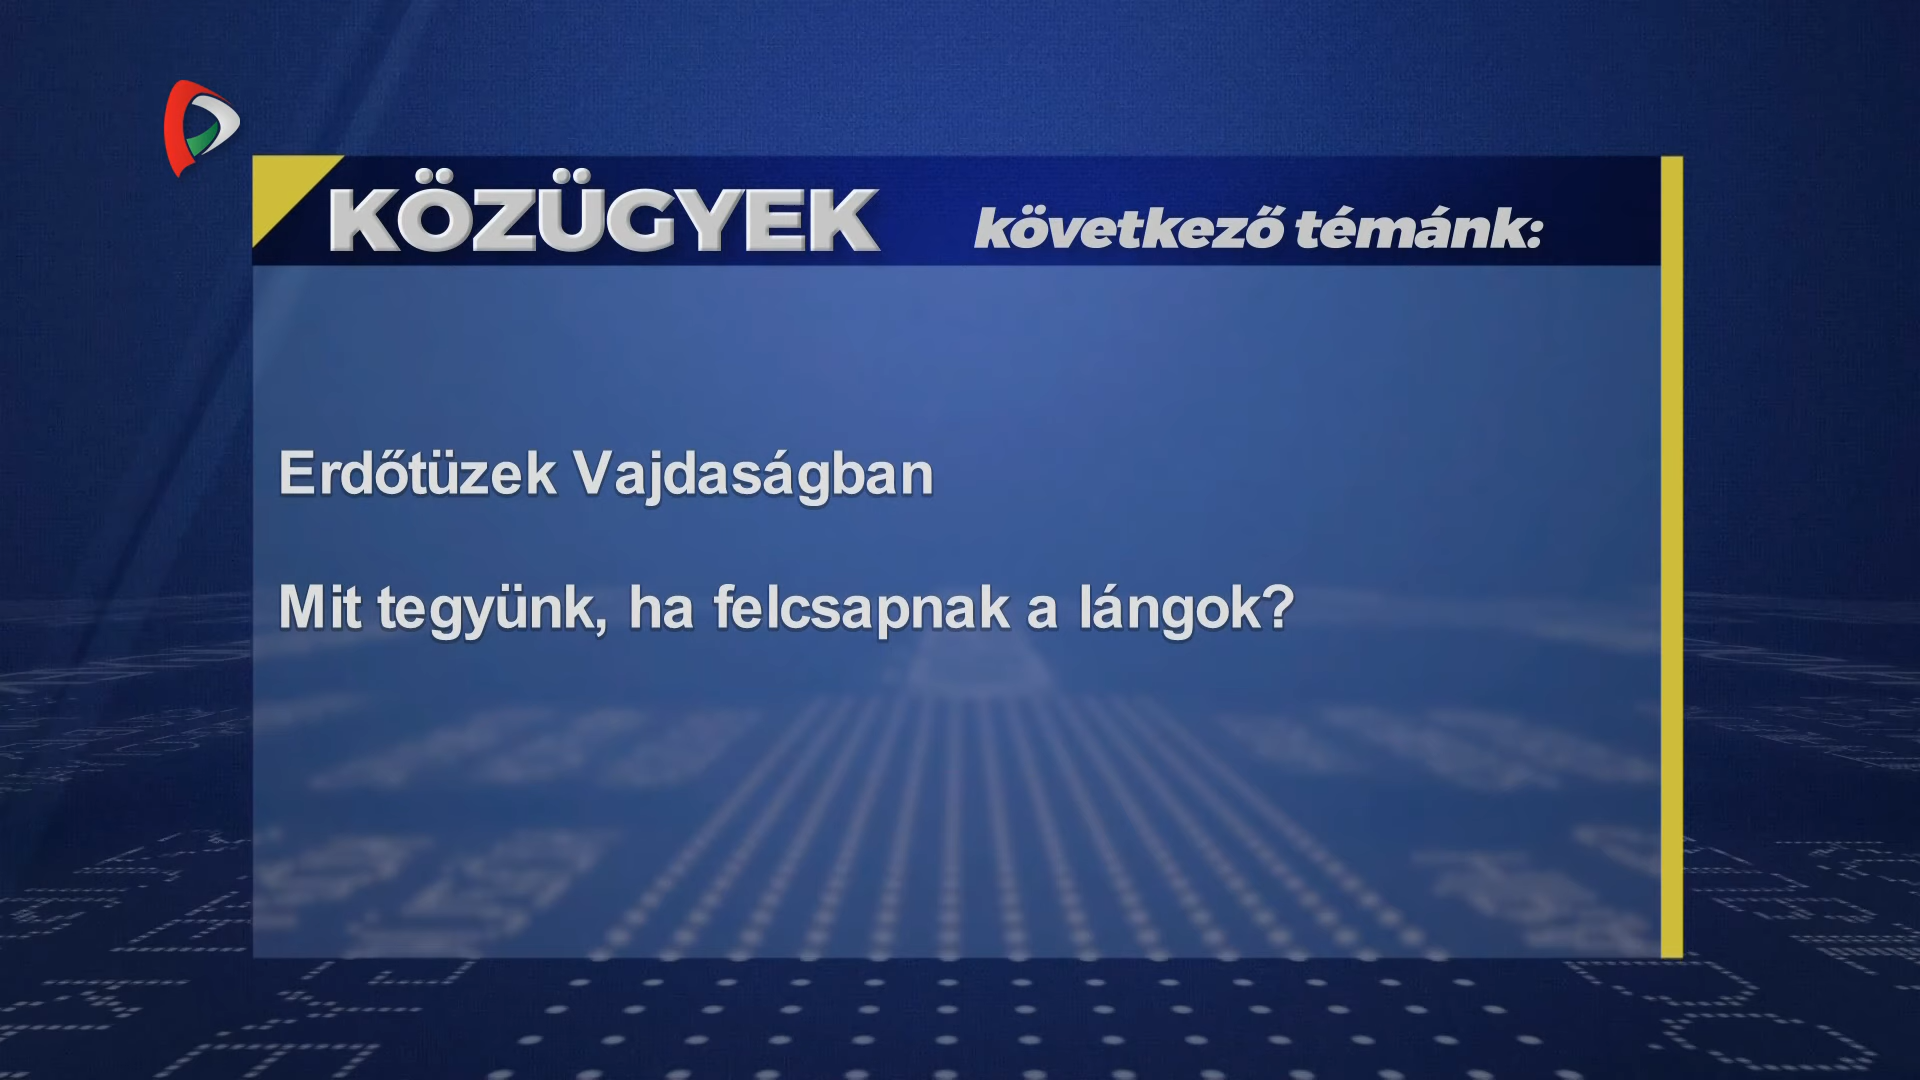 KÖZÜGYEK következő témánk:
Erdőtüzek Vajdaságban
Mit tegyünk, ha felcsapnak a lángok?